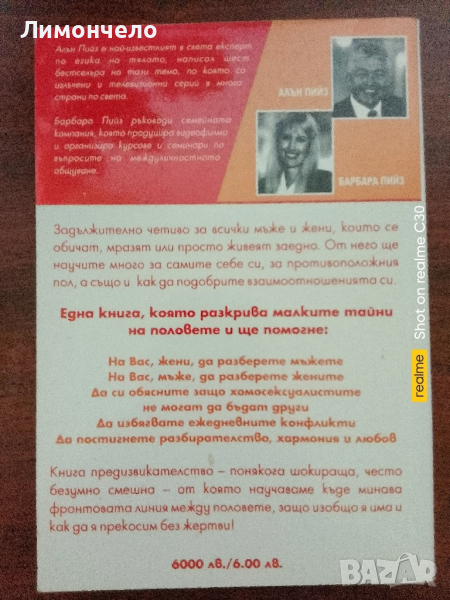 Лимончело
Алън Пийз е най-известният в света експерт
по езика на тялото, написал шест
бестселъра на тази тема, по която са
излъчени и телевизионни серии в много
страни по света.
Барбара Пийз ръководи семейната
компания, която продуцира видеофилми
и организира курсове и семинари по
въпросите на междуличностното
общуване.
АЛЪН ПИЙЗ
БАРБАРА ПИЙЗ
Задължително четиво за всички мъже и жени, които се
обичат, мразят или просто живеят заедно. От него ще
научите много за самите себе си, за противоположния
пол, а също и как да подобрите взаимоотношенията си.
Една книга, която разкрива малките тайни
на половете и ще помогне:
На Вас, жени, да разберете мъжете
На Вас, мъже, да разберете жените
Да си обясните защо хомосексуалистите
не могат да бъдат други
Да избягвате ежедневните конфликти
Да постигнете разбирателство, хармония и любов
Книга предизвикателство – понякога шокираща, често
безумно смешна – от която научаваме къде минава
фронтовата линия между половете, защо изобщо я има и
как да я прекосим без жертви!
6000 лв./6.00 лв.
realme Shot on realme C30
BAZAR